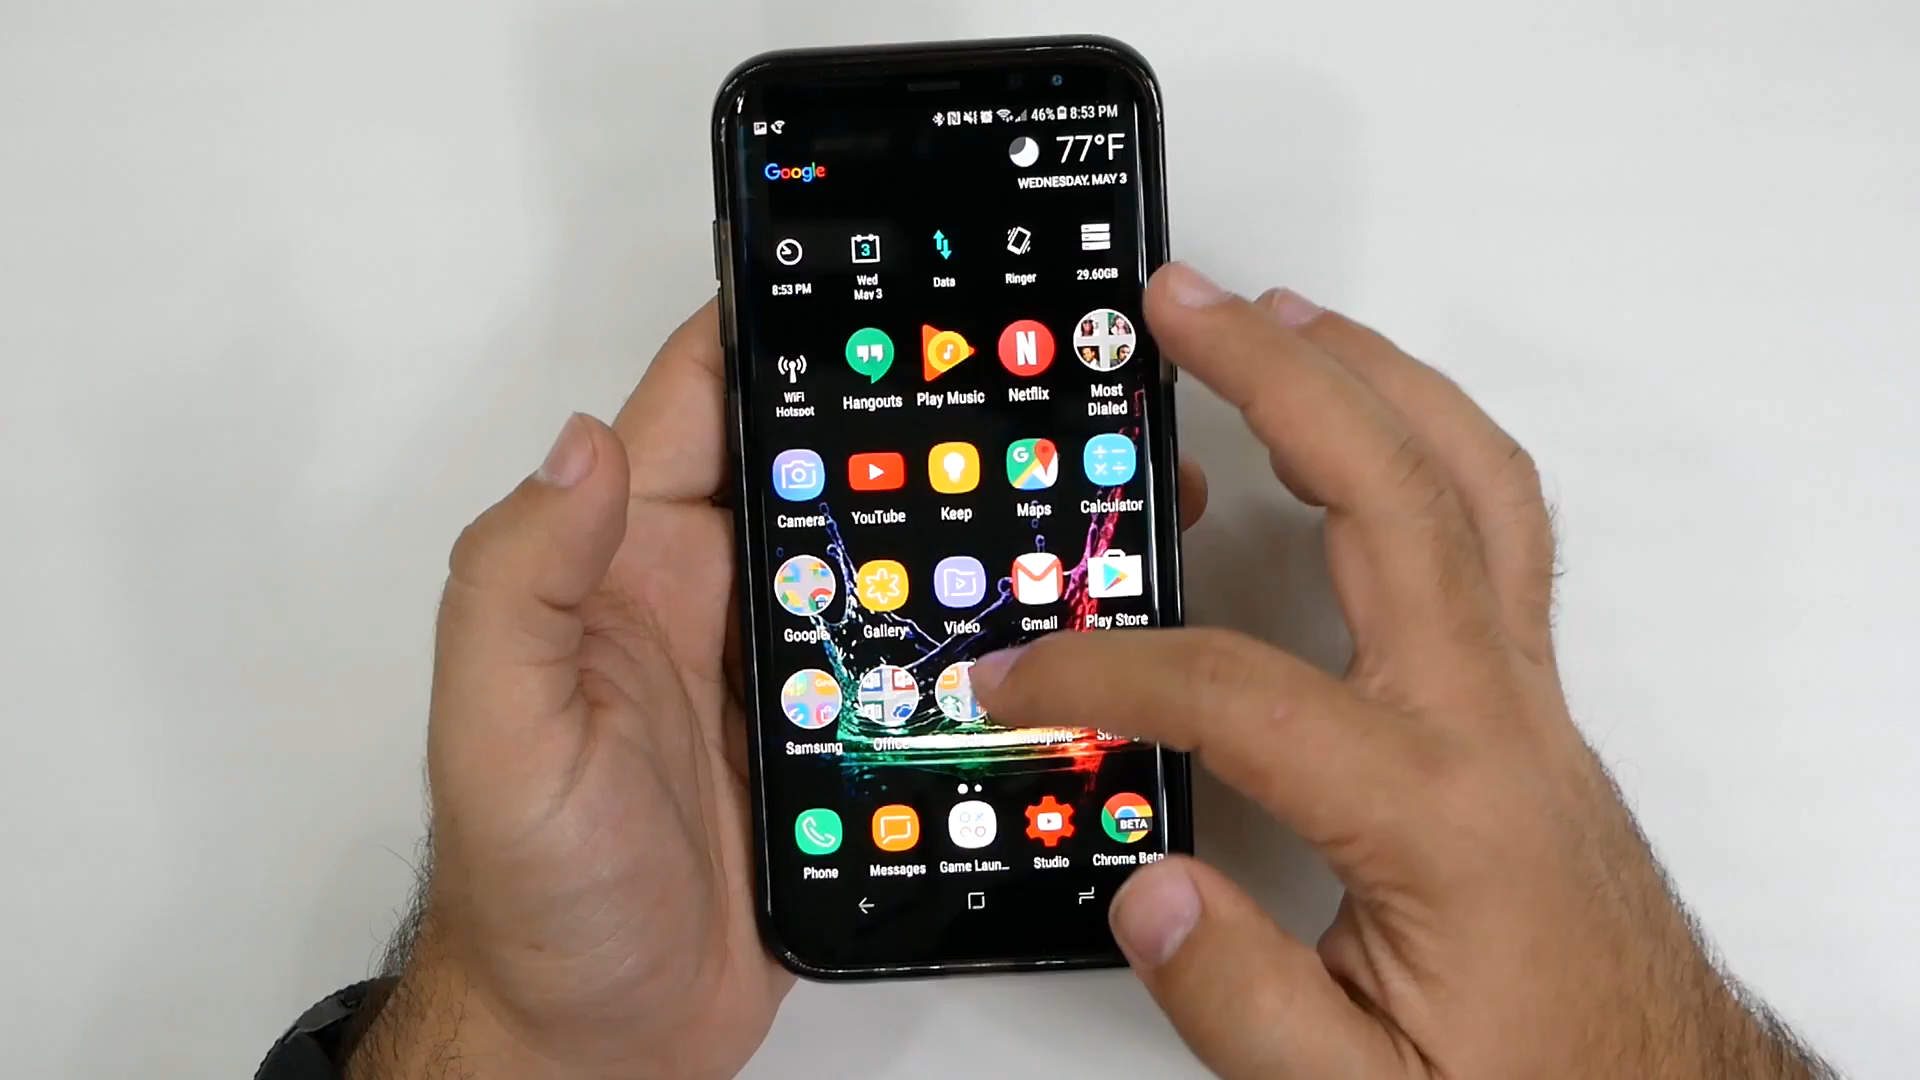 46% 8:53 PM
Google
77°F
WEDNESDAY, MAY 3
3
8:53 PM
Wed
May 3
Data
Ringer
29.60GB
WiFi
Hotspot
Hangouts
Play Music
N
Netflix
Most
Dialed
Camera
YouTube
Keep
G
Maps
Calculator
Google
Gallery
Video
Gmail
Play Store
Samsung
Office
GroupMe
BETA
Phone
Messages
Game Laun...
Studio
Chrome Beta